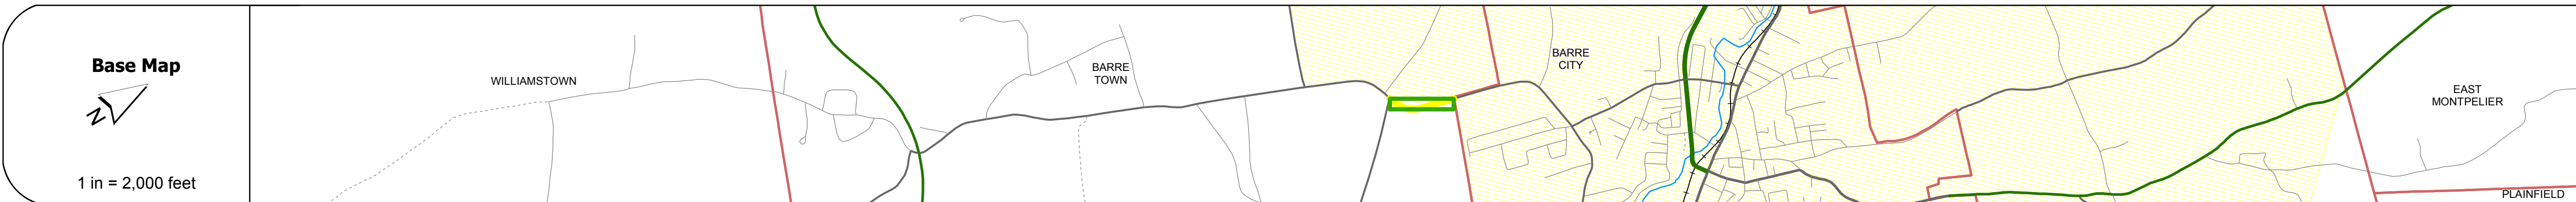 Base Map
N
1 in = 2,000 feet
WILLIAMSTOWN
BARRE
TOWN
BARRE
CITY
EAST
MONTPELIER
PLAINFIELD